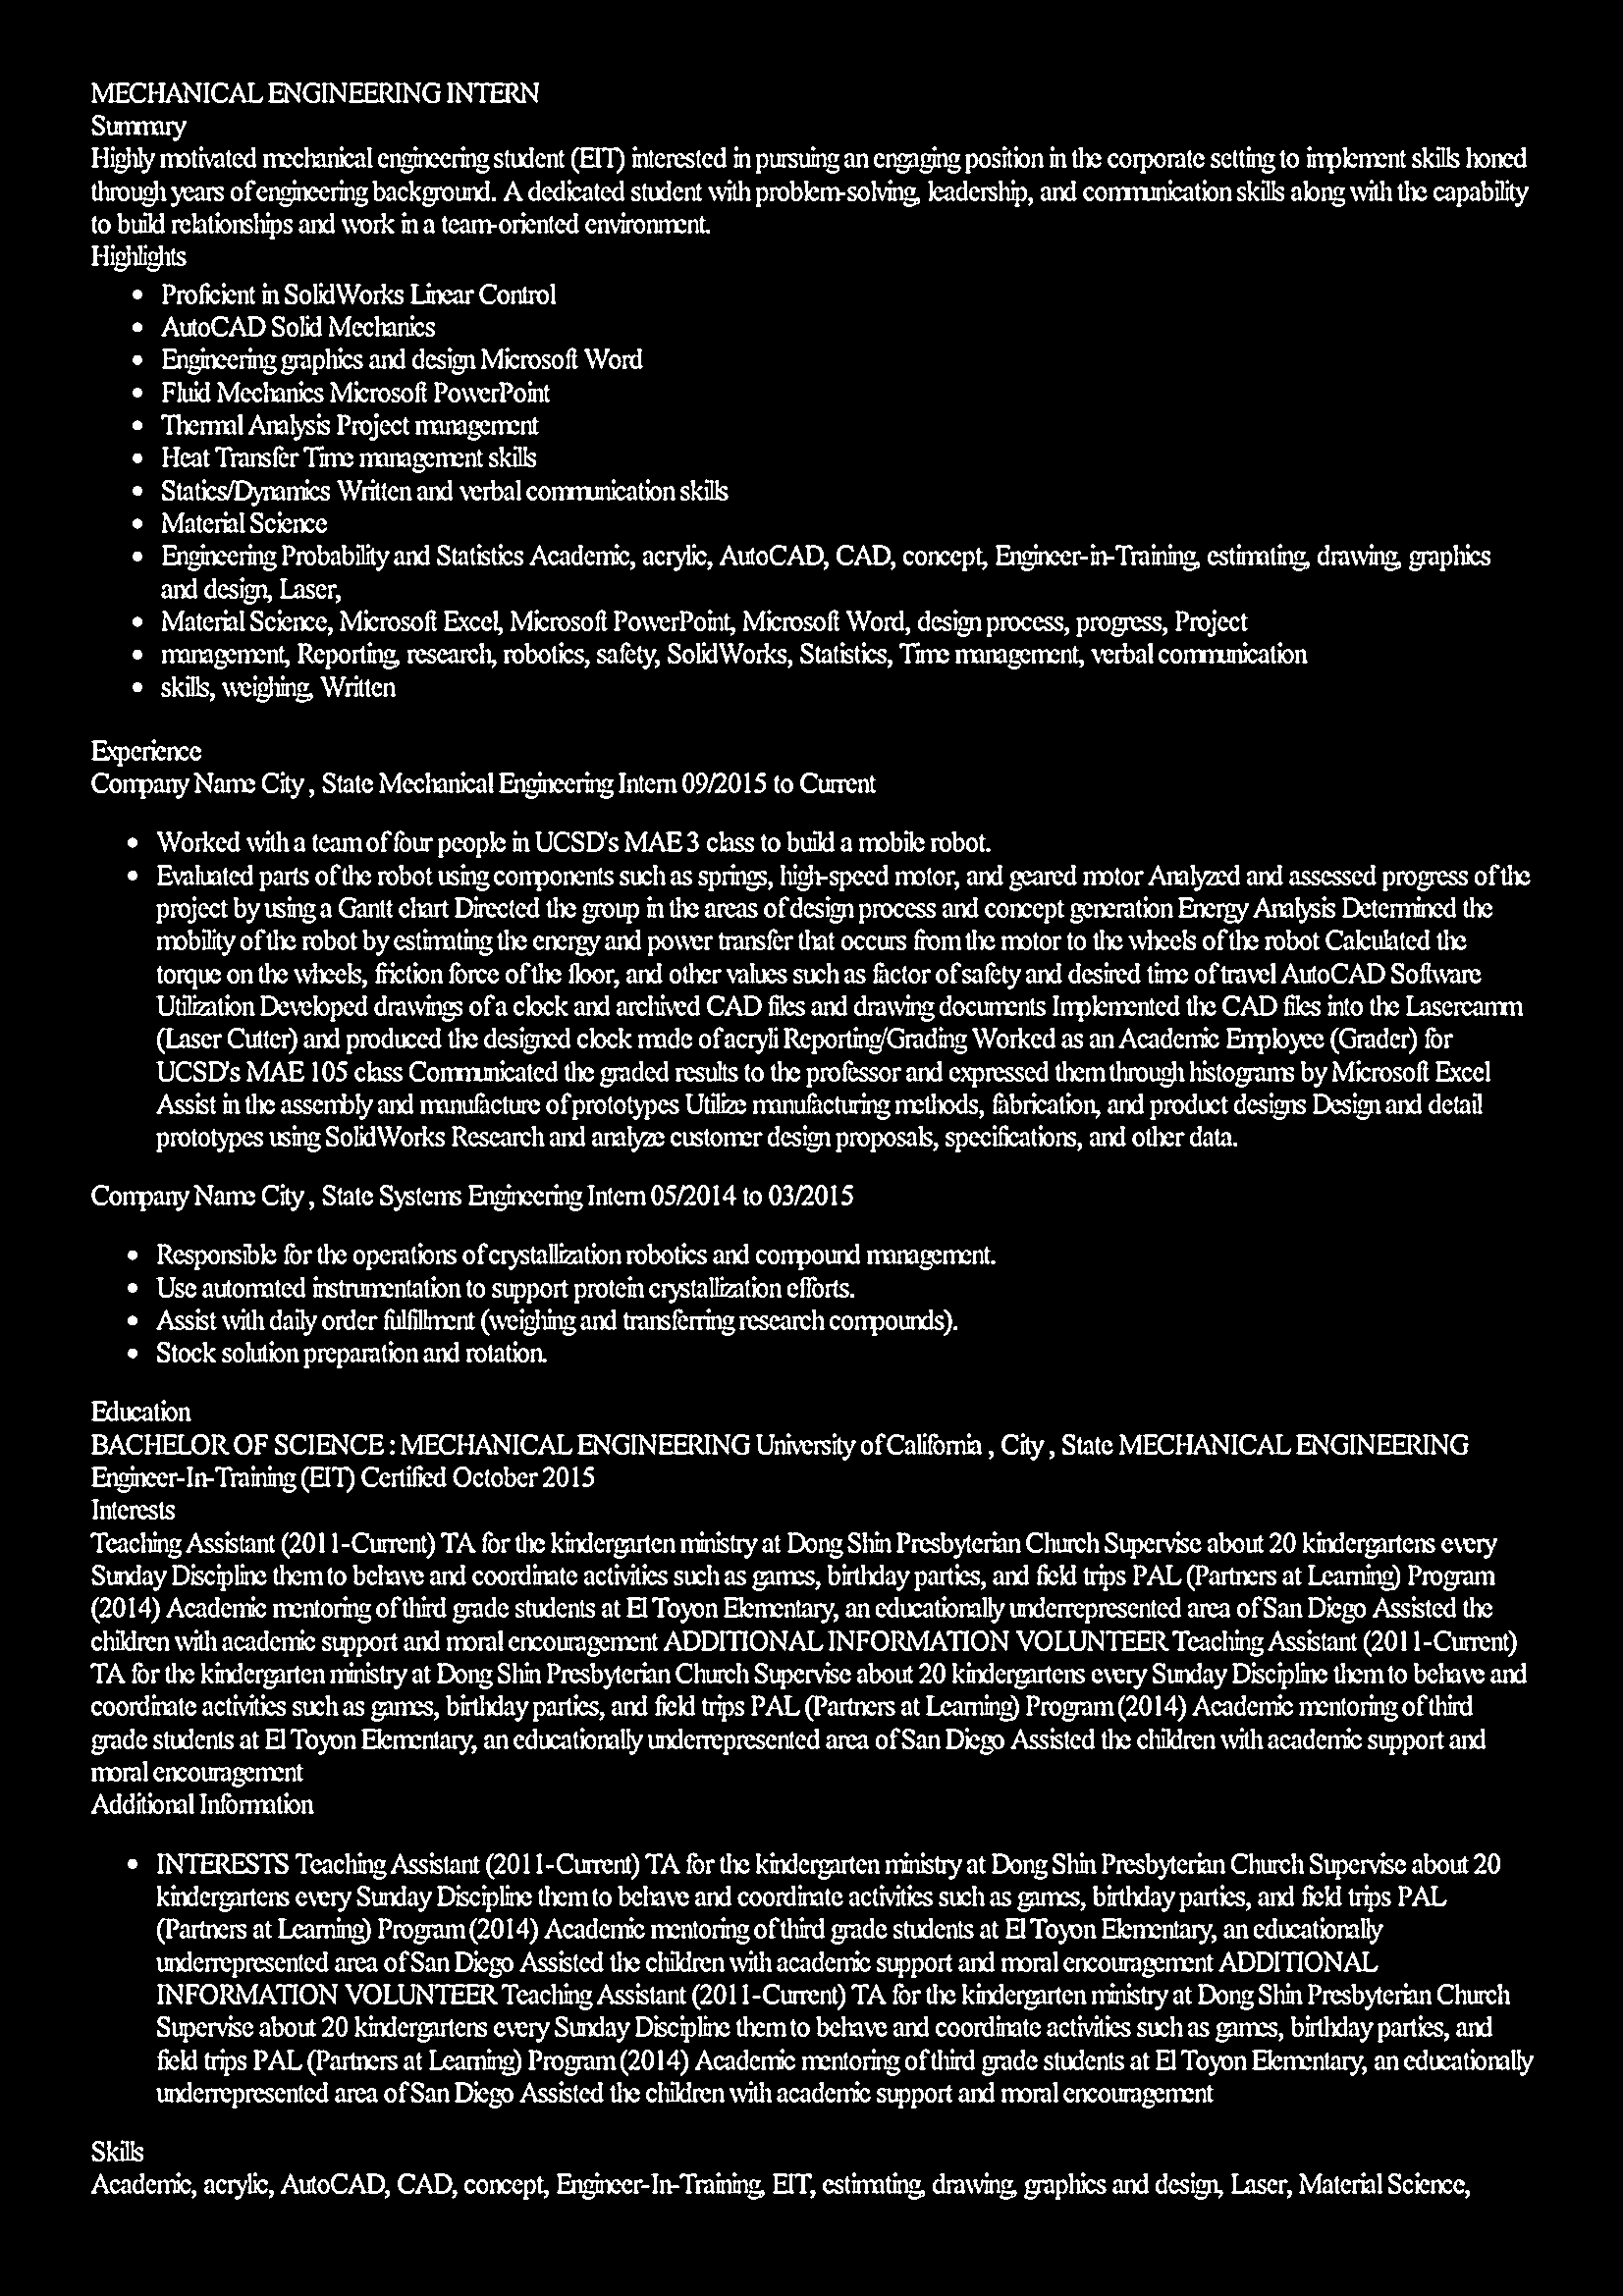 MECHANICAL ENGINEERING INTERN
Summary
Highly motivated mechanical engineering student (EIT) interested in pursuing an engaging position in the corporate setting to implement skills honed
through years of engineering background. A dedicated student with problem-solving, leadership, and communication skills along with the capability
to build relationships and work in a team-oriented environment.
Highlights
• Proficient in SolidWorks Linear Control
• AutoCAD Solid Mechanics
• Engineering graphics and design Microsoft Word
• Fluid Mechanics Microsoft PowerPoint
• Thermal Analysis Project management
• Heat Transfer Time management skills
• Statics/Dynamics Written and verbal communication skills
• Material Science
• Engineering Probability and Statistics Academic, acrylic, AutoCAD, CAD, concept, Engineer-in-Training, estimating, drawing, graphics
and design, Laser,
• Material Science, Microsoft Excel, Microsoft PowerPoint, Microsoft Word, design process, progress, Project
• management, Reporting, research, robotics, safety, SolidWorks, Statistics, Time management, verbal communication
• skills, weighing, Written
Experience
Company Name City , State Mechanical Engineering Intern 09/2015 to Current
• Worked with a team of four people in UCSD's MAE 3 class to build a mobile robot.
• Evaluated parts of the robot using components such as springs, high-speed motor, and geared motor Analyzed and assessed progress of the
project by using a Gantt chart Directed the group in the areas of design process and concept generation Energy Analysis Determined the
mobility of the robot by estimating the energy and power transfer that occurs from the motor to the wheels of the robot Calculated the
torque on the wheels, friction force of the floor, and other values such as factor of safety and desired time of travel AutoCAD Software
Utilization Developed drawings of a clock and archived CAD files and drawing documents Implemented the CAD files into the Lasercamm
(Laser Cutter) and produced the designed clock made of acryli Reporting/Grading Worked as an Academic Employee (Grader) for
UCSD's MAE 105 class Communicated the graded results to the professor and expressed them through histograms by Microsoft Excel
Assist in the assembly and manufacture of prototypes Utilize manufacturing methods, fabrication, and product designs Design and detail
prototypes using SolidWorks Research and analyze customer design proposals, specifications, and other data.
Company Name City , State Systems Engineering Intern 05/2014 to 03/2015
• Responsible for the operations of crystallization robotics and compound management.
• Use automated instrumentation to support protein crystallization efforts.
• Assist with daily order fulfillment (weighing and transferring research compounds).
• Stock solution preparation and rotation.
Education
BACHELOR OF SCIENCE : MECHANICAL ENGINEERING University of California , City , State MECHANICAL ENGINEERING
Engineer-In-Training (EIT) Certified October 2015
Interests
Teaching Assistant (2011-Current) TA for the kindergarten ministry at Dong Shin Presbyterian Church Supervise about 20 kindergartens every
Sunday Discipline them to behave and coordinate activities such as games, birthday parties, and field trips PAL (Partners at Learning) Program
(2014) Academic mentoring of third grade students at El Toyon Elementary, an educationally underrepresented area of San Diego Assisted the
children with academic support and moral encouragement ADDITIONAL INFORMATION VOLUNTEER Teaching Assistant (2011-Current)
TA for the kindergarten ministry at Dong Shin Presbyterian Church Supervise about 20 kindergartens every Sunday Discipline them to behave and
coordinate activities such as games, birthday parties, and field trips PAL (Partners at Learning) Program (2014) Academic mentoring of third
grade students at El Toyon Elementary, an educationally underrepresented area of San Diego Assisted the children with academic support and
moral encouragement
Additional Information
• INTERESTS Teaching Assistant (2011-Current) TA for the kindergarten ministry at Dong Shin Presbyterian Church Supervise about 20
kindergartens every Sunday Discipline them to behave and coordinate activities such as games, birthday parties, and field trips PAL
(Partners at Learning) Program (2014) Academic mentoring of third grade students at El Toyon Elementary, an educationally
underrepresented area of San Diego Assisted the children with academic support and moral encouragement ADDITIONAL
INFORMATION VOLUNTEER Teaching Assistant (2011-Current) TA for the kindergarten ministry at Dong Shin Presbyterian Church
Supervise about 20 kindergartens every Sunday Discipline them to behave and coordinate activities such as games, birthday parties, and
field trips PAL (Partners at Learning) Program (2014) Academic mentoring of third grade students at El Toyon Elementary, an educationally
underrepresented area of San Diego Assisted the children with academic support and moral encouragement
Skills
Academic, acrylic, AutoCAD, CAD, concept, Engineer-In-Training, EIT, estimating, drawing, graphics and design, Laser, Material Science,